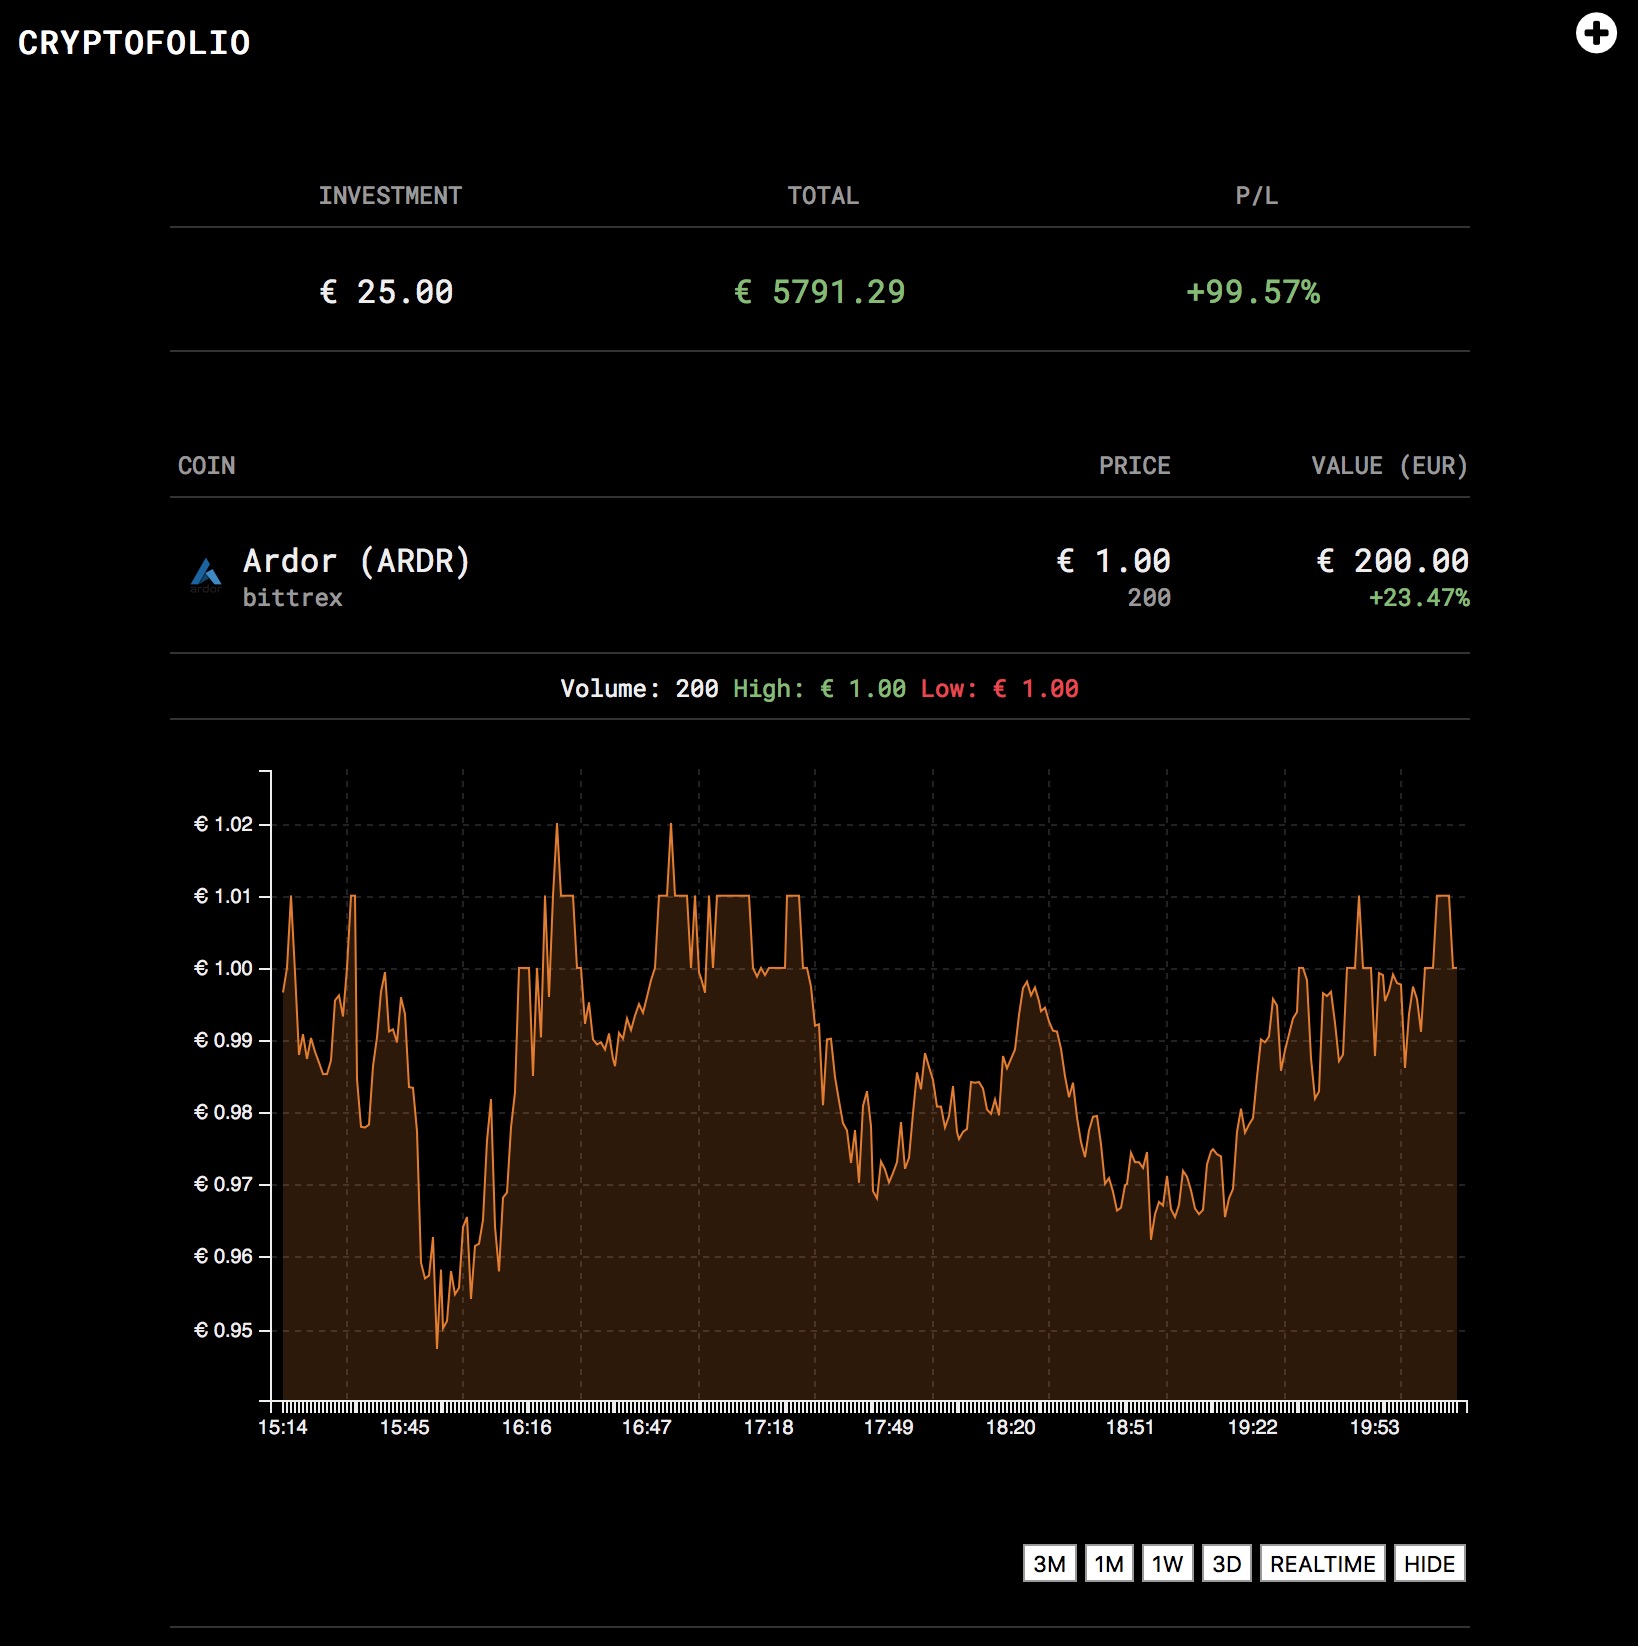 CRYPTOFOLIO
INVESTMENT TOTAL P/L
€ 25.00 € 5791.29 +99.57%
COIN PRICE VALUE (EUR)
Ardor (ARDR) € 1.00 € 200.00
ardor bittrex 200 +23.47%
Volume: 200 High: € 1.00 Low: € 1.00
€ 1.02
€ 1.01
€ 1.00
€ 0.99
€ 0.98
€ 0.97
€ 0.96
€ 0.95
15:14 15:45 16:16 16:47 17:18 17:49 18:20 18:51 19:22 19:53
3M 1M 1W 3D REALTIME HIDE